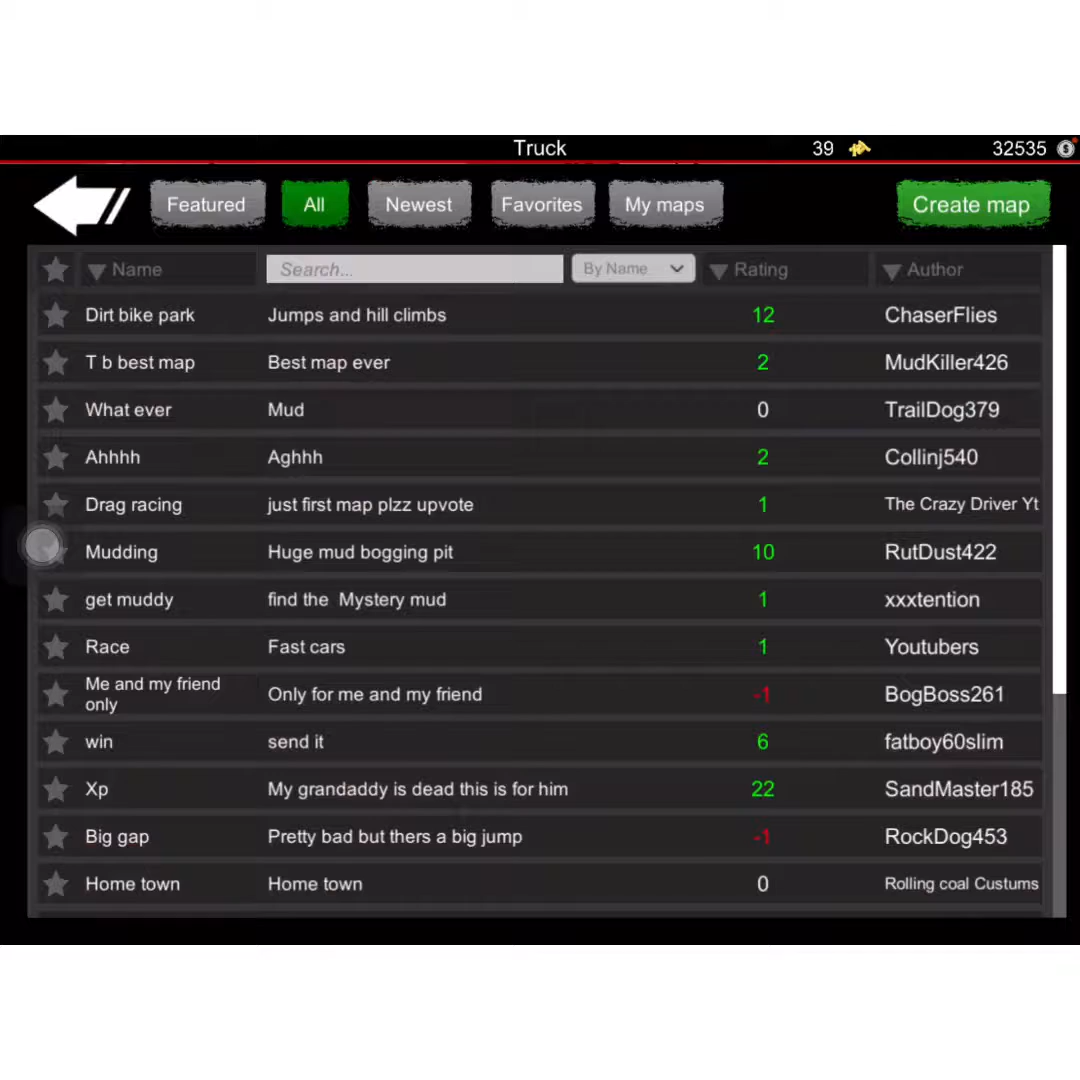 Truck 39 32535
Featured All Newest Favorites My maps Create map
Name Search... By Name Rating Author
Dirt bike park Jumps and hill climbs 12 ChaserFlies
T b best map Best map ever 2 MudKiller426
What ever Mud 0 TrailDog379
Ahhhh Aghhh 2 Collinj540
Drag racing just first map plzz upvote 1 The Crazy Driver Yt
Mudding Huge mud bogging pit 10 RutDust422
get muddy find the  Mystery mud 1 xxxtention
Race Fast cars 1 Youtubers
Me and my friend
only Only for me and my friend -1 BogBoss261
win send it 6 fatboy60slim
Xp My grandaddy is dead this is for him 22 SandMaster185
Big gap Pretty bad but thers a big jump -1 RockDog453
Home town Home town 0 Rolling coal Custums